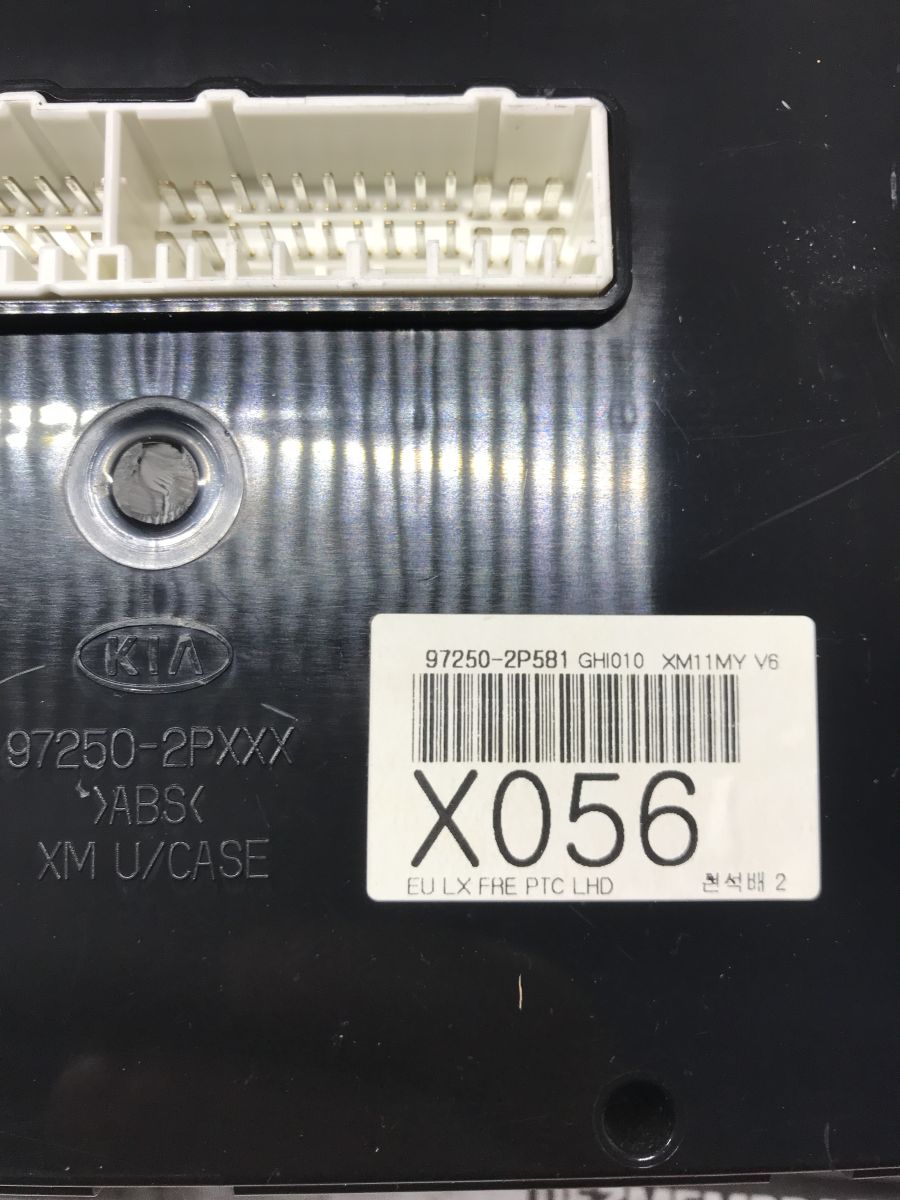 KIA
97250-2PXXX
>ABS<
XM U/CASE
97250-2P581 GHI010 XM11MY V6
X056
EU LX FRE PTC LHD
석배 2